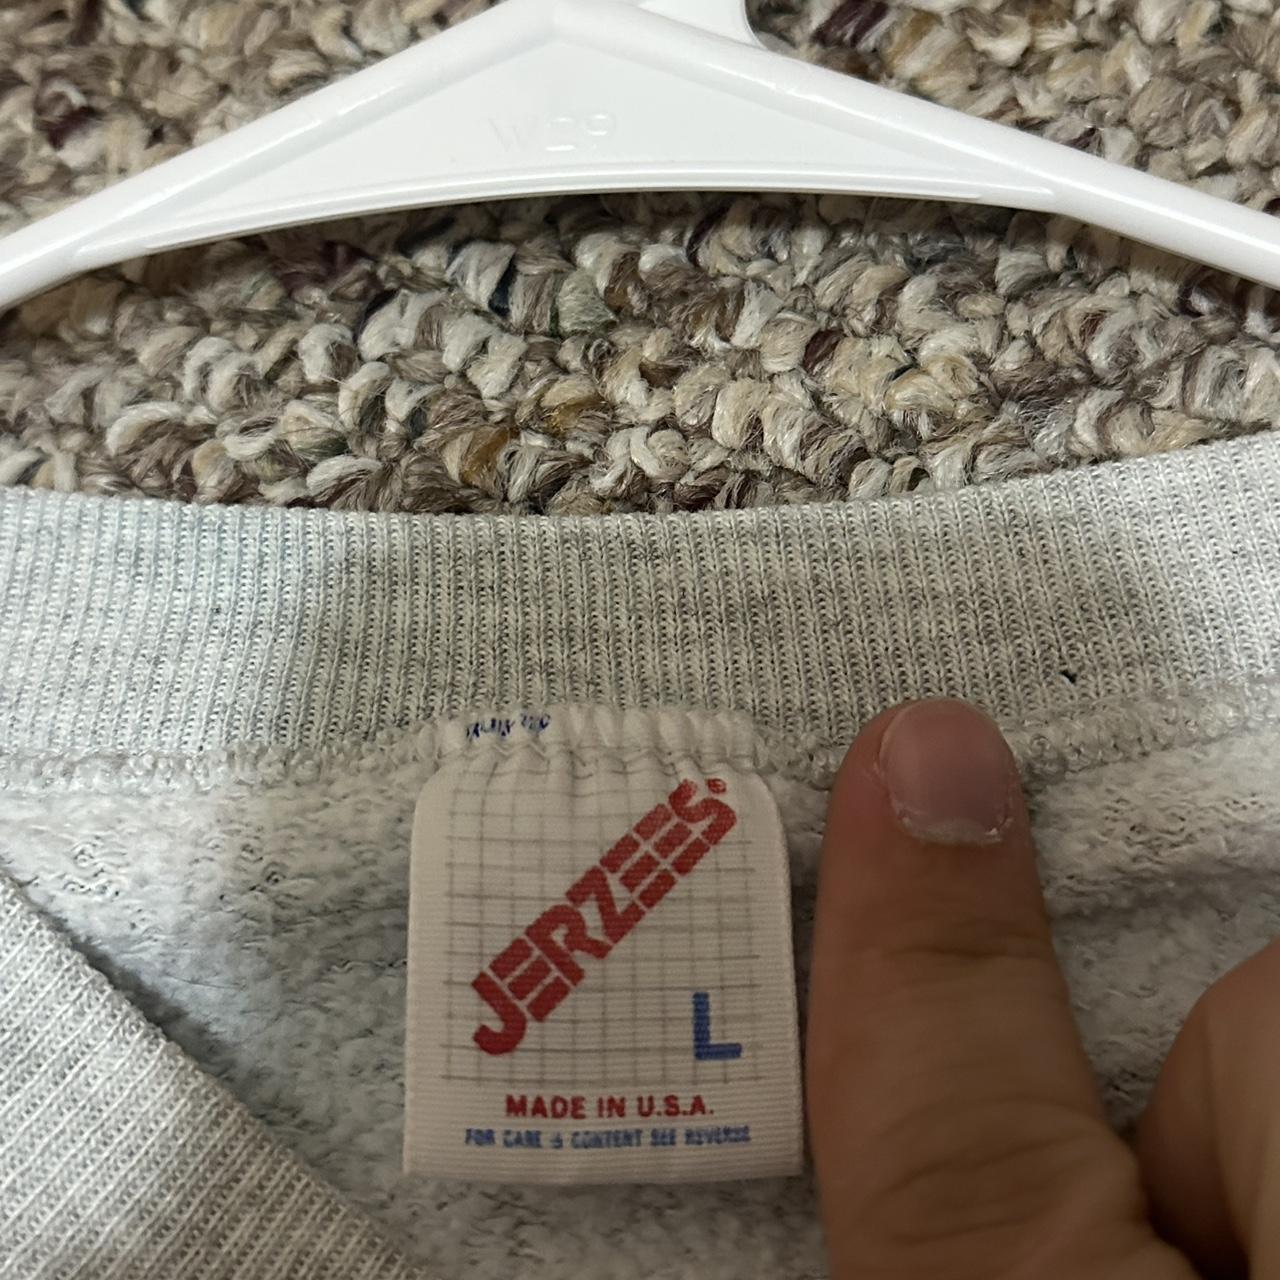 W29
JERZEES®
L
MADE IN U.S.A.
FOR CARE & CONTENT SEE REVERSE